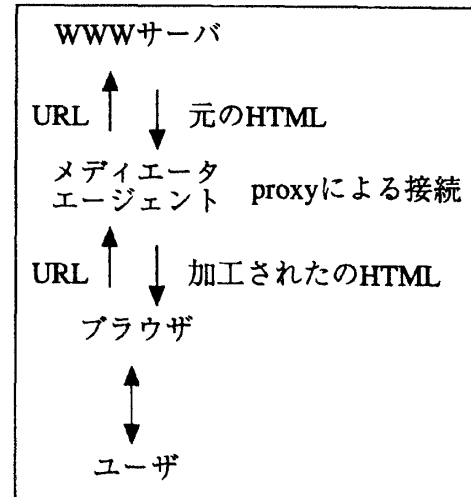 WWWサーバ
URL 元のHTML
メディエータ
エージェント proxyによる接続
URL 加工されたのHTML
ブラウザ
ユーザ